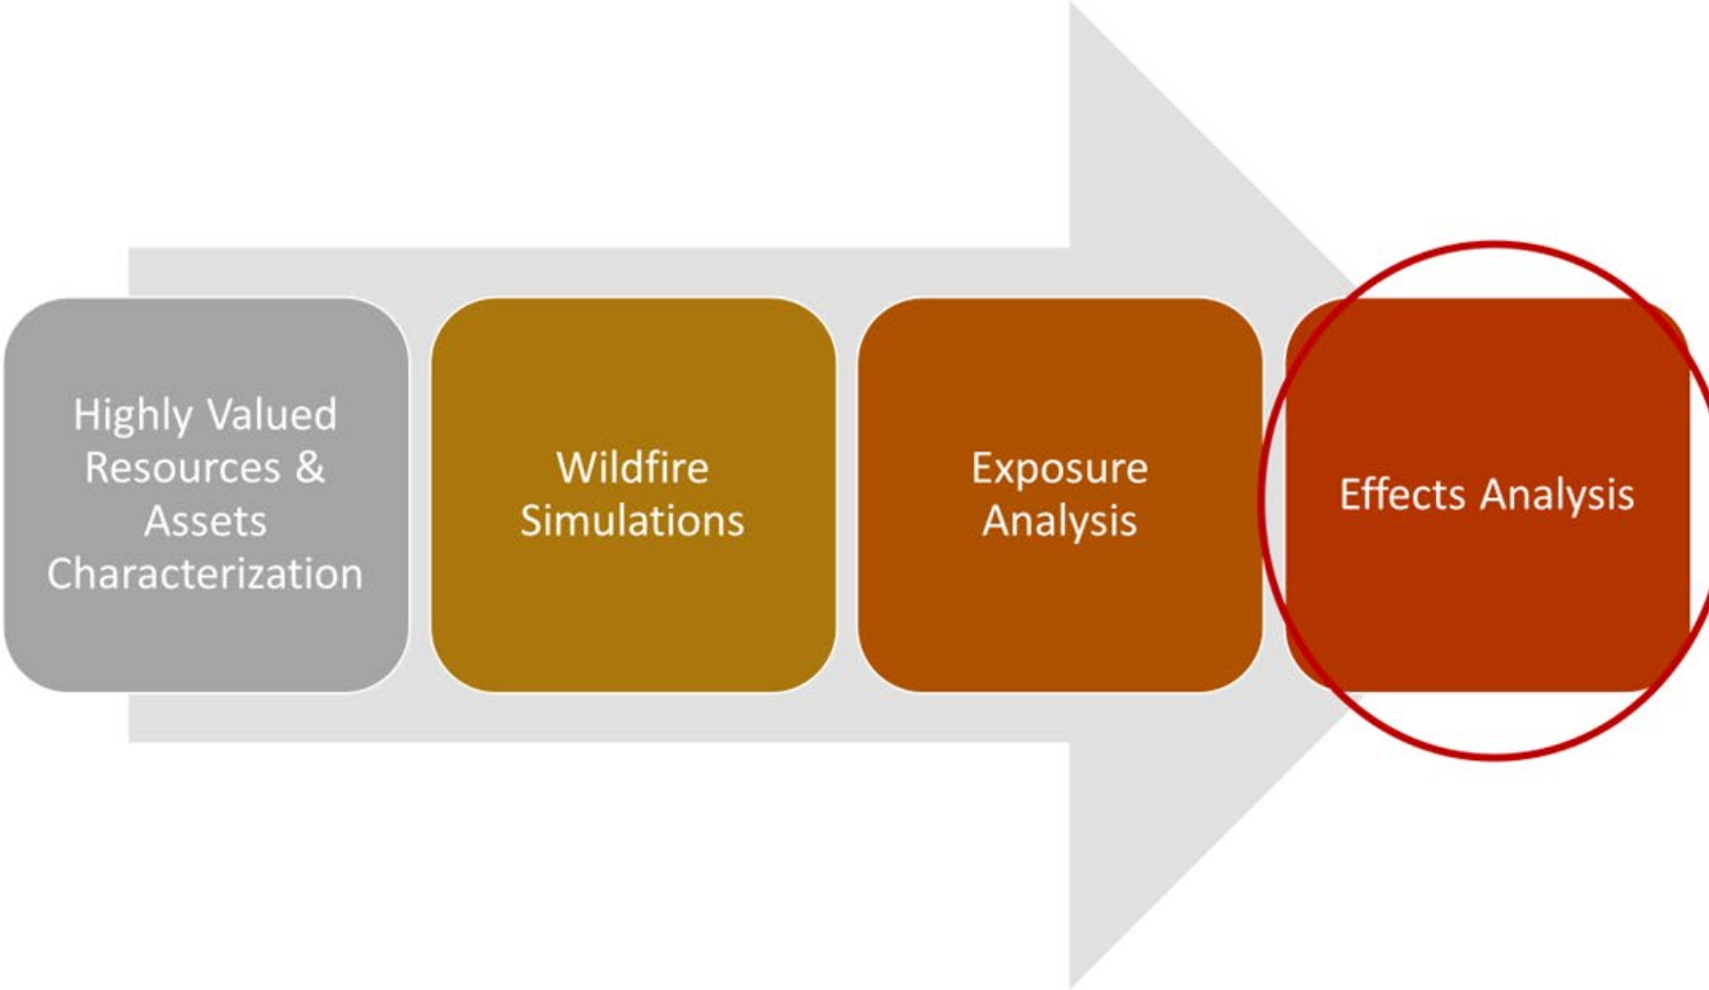 Highly Valued
Resources &
Assets
Characterization
Wildfire
Simulations
Exposure
Analysis
Effects Analysis